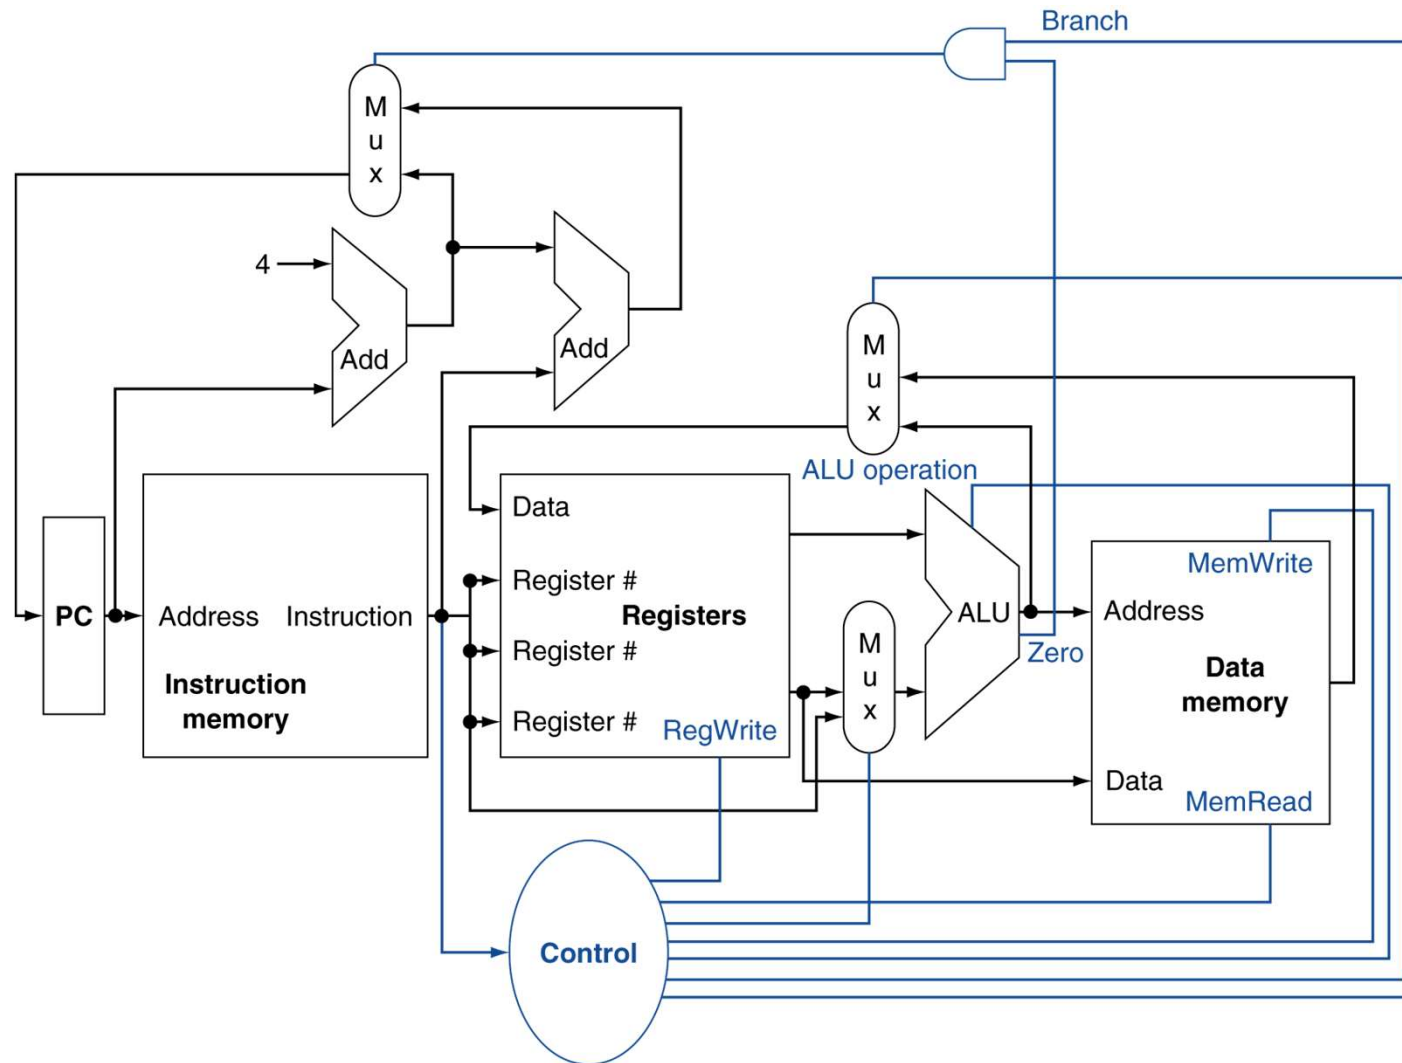 Branch
M
u
x
4
Add
Add
M
u
x
ALU operation
Data
Register #
Registers
Register #
Register #
RegWrite
PC
Address
Instruction
Instruction
memory
M
u
x
ALU
Zero
MemWrite
Address
Data
memory
Data
MemRead
Control